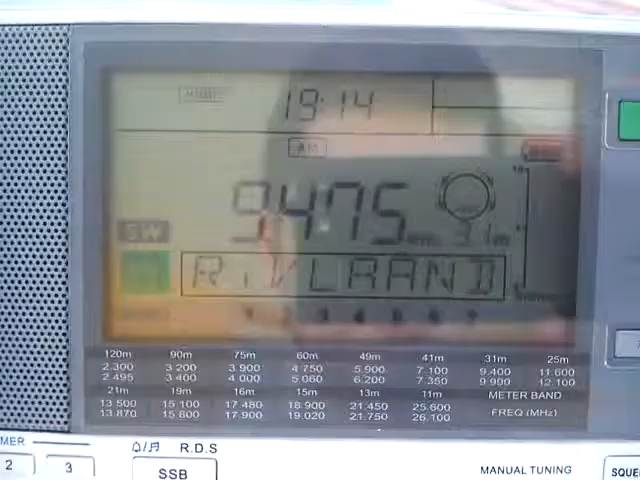 19:14
AM
9475
SW 31m
R.VLAAND
120m 90m 75m 60m 49m 41m 31m 25m
2.300 3.200 3.900 4.750 5.900 7.100 9.400 11.600
2.495 3.400 4.000 5.060 6.200 7.350 9.900 12.100
21m 19m 16m 15m 13m 11m METER BAND
13.500 15.100 17.480 18.900 21.450 25.600 FREQ (MHz)
13.870 15.800 17.900 19.020 21.750 26.100
MER R.D.S
2 3 SSB MANUAL TUNING SQUE